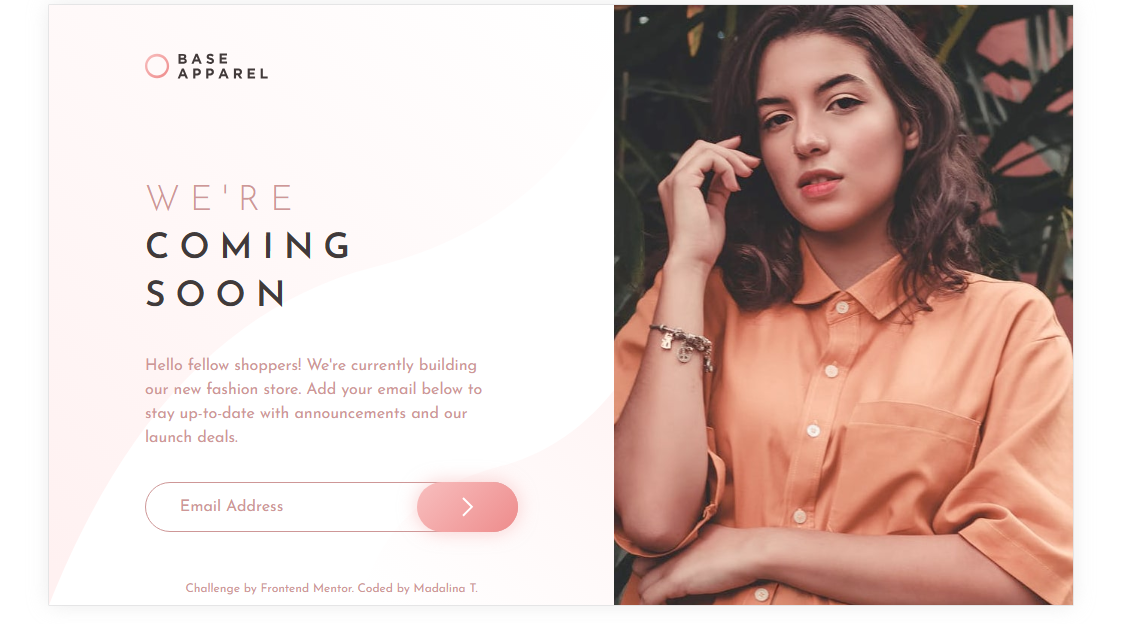 BASE
APPAREL
WE'RE
COMING
SOON
Hello fellow shoppers! We're currently building
our new fashion store. Add your email below to
stay up-to-date with announcements and our
launch deals.
Email Address
Challenge by Frontend Mentor. Coded by Madalina T.